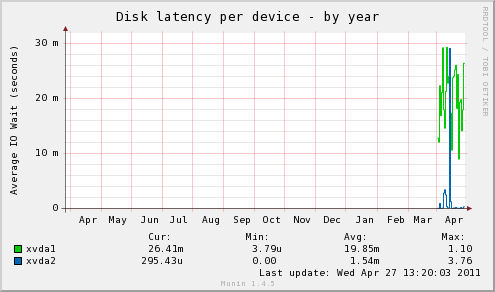 Disk latency per device - by year
RRDTOOL / TOBI OETIKER
Average IO Wait (seconds)
30 m
20 m
10 m
0
Apr May Jun Jul Aug Sep Oct Nov Dec Jan Feb Mar Apr
Cur: Min: Avg: Max:
xvda1 26.41m 3.79u 19.85m 1.10
xvda2 295.43u 0.00 1.54m 3.76
Last update: Wed Apr 27 13:20:03 2011
Munin 1.4.5